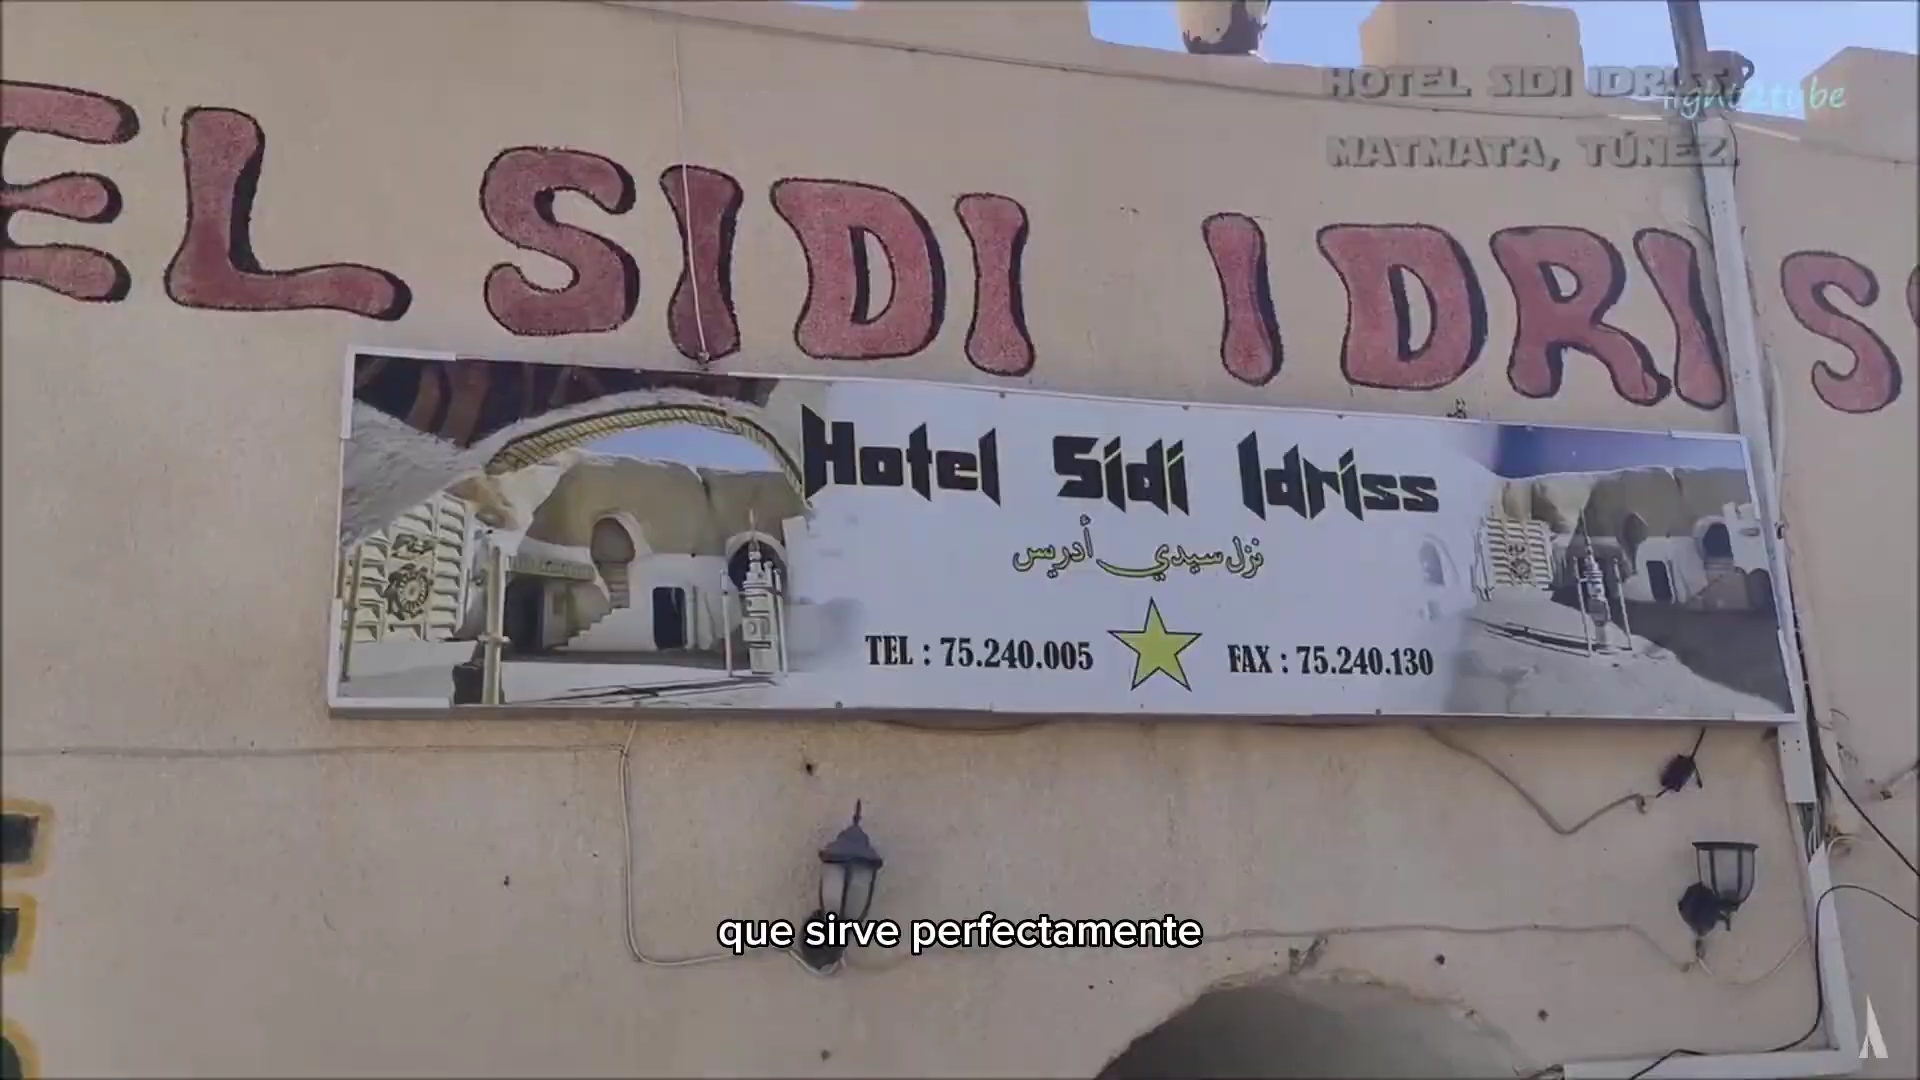 HOTEL SIDI IDRISS
light2tube
MATMATA, TÚNEZ
EL SIDI IDRISS
Hotel Sidi Idriss
نزل سيدي أدريس
TEL : 75.240.005
FAX : 75.240.130
que sirve perfectamente